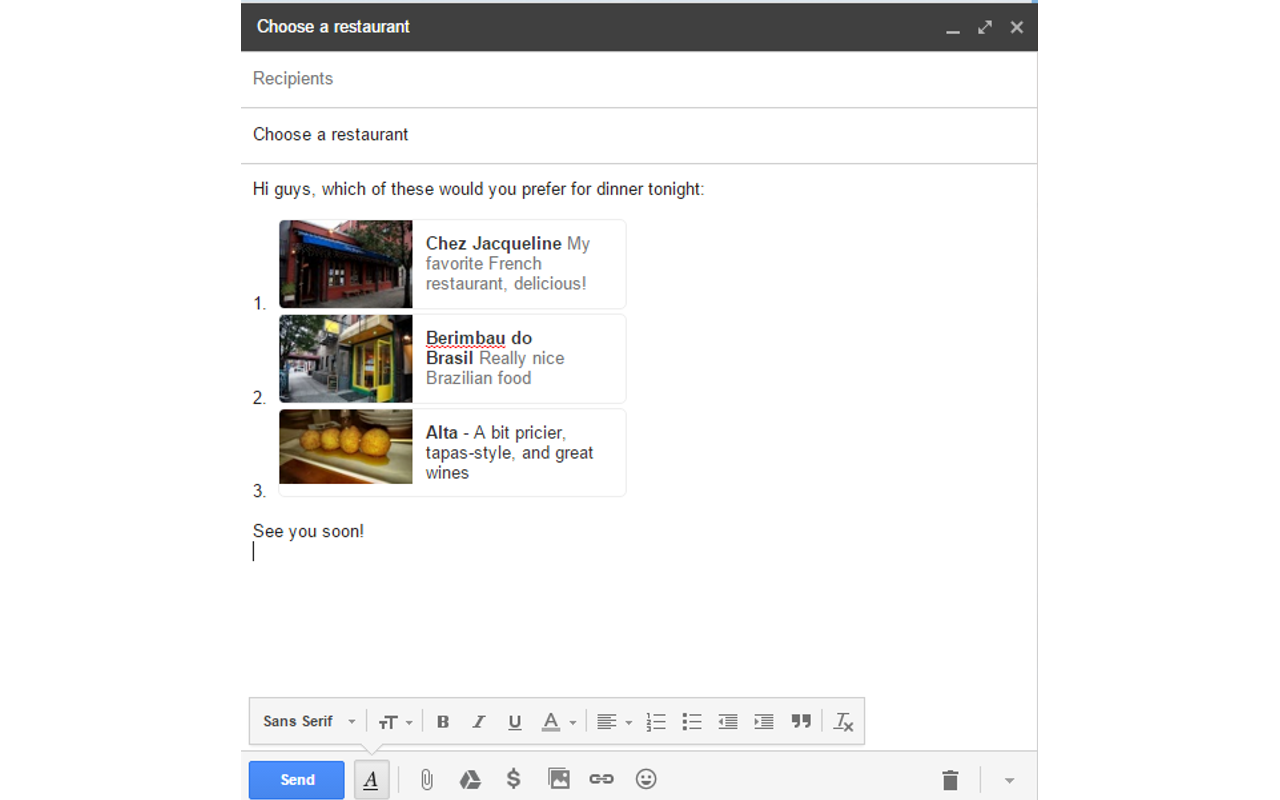 Choose a restaurant
Recipients
Choose a restaurant
Hi guys, which of these would you prefer for dinner tonight:
1.
Chez Jacqueline My
favorite French
restaurant, delicious!
2.
Berimbau do
Brasil Really nice
Brazilian food
3.
Alta - A bit pricier,
tapas-style, and great
wines
See you soon!
Sans Serif
Send